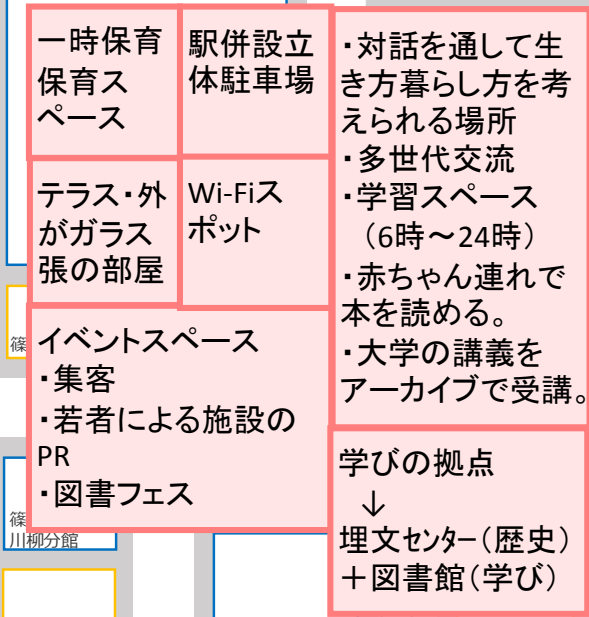 一時保育
保育ス
ペース
駅併設立
体駐車場
・対話を通して生
き方暮らし方を考
えられる場所
・多世代交流
・学習スペース
（6時～24時）
・赤ちゃん連れで
本を読める。
・大学の講義を
アーカイブで受講。
テラス・外
がガラス
張の部屋
Wi-Fiス
ポット
イベントスペース
・集客
・若者による施設の
PR
・図書フェス
学びの拠点
↓
埋文センター（歴史）
＋図書館（学び）
篠
篠
川柳分館